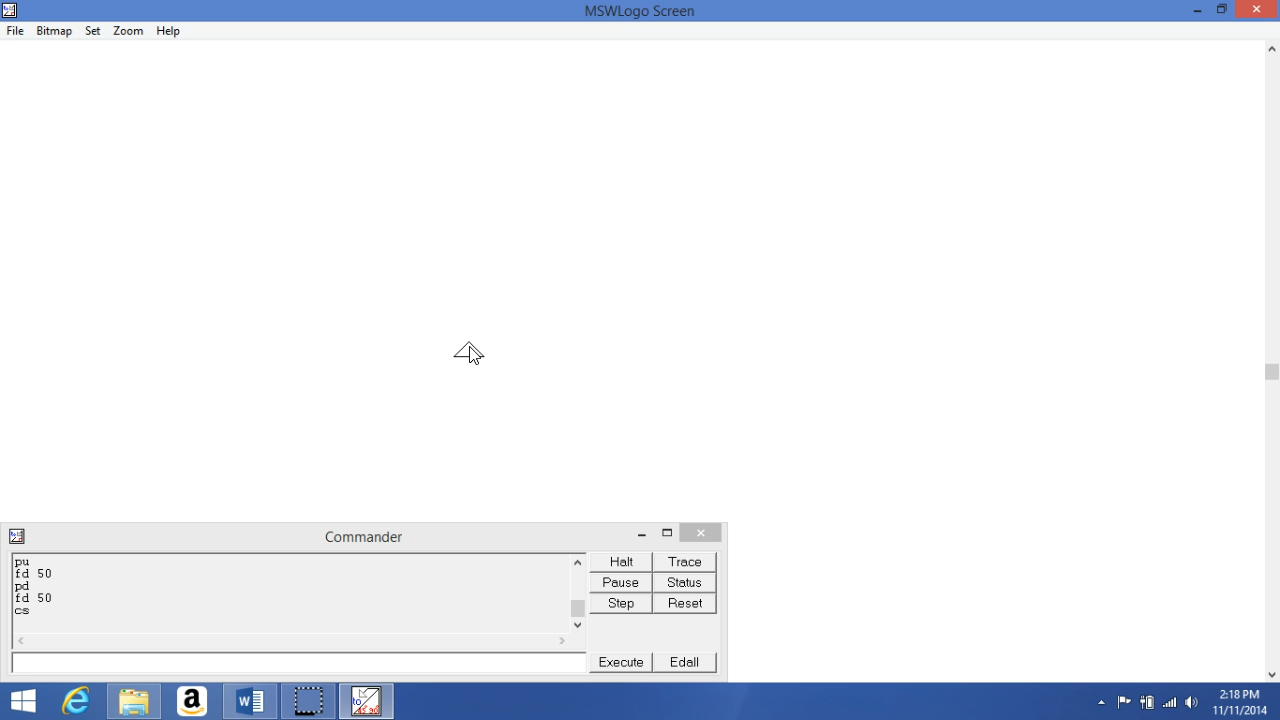 MSWLogo Screen
File Bitmap Set Zoom Help
Commander
pu
fd 50
pd
fd 50
cs
Halt Trace
Pause Status
Step Reset
Execute Edall
2:18 PM
11/11/2014